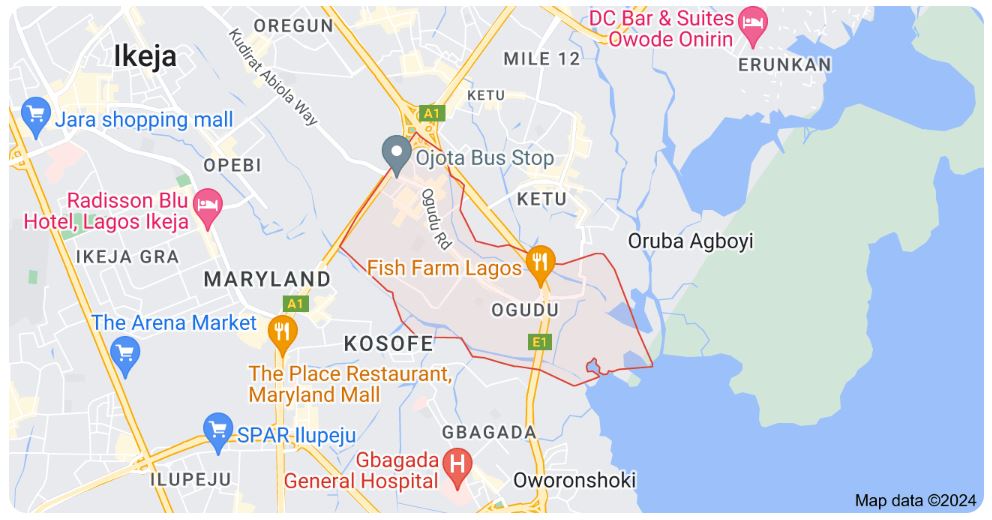 OREGUN
DC Bar & Suites
Owode Onirin
Ikeja
Kudirat Abiola Way
MILE 12
ERUNKAN
KETU
A1
Jara shopping mall
OPEBI
Ojota Bus Stop
Radisson Blu
Hotel, Lagos Ikeja
KETU
Ogudu Rd
IKEJA GRA
Oruba Agboyi
MARYLAND
Fish Farm Lagos
A1
OGUDU
The Arena Market
KOSOFE
E1
The Place Restaurant,
Maryland Mall
SPAR Ilupeju
GBAGADA
Gbagada
General Hospital
H
ILUPEJU
Oworonshoki
Map data ©2024